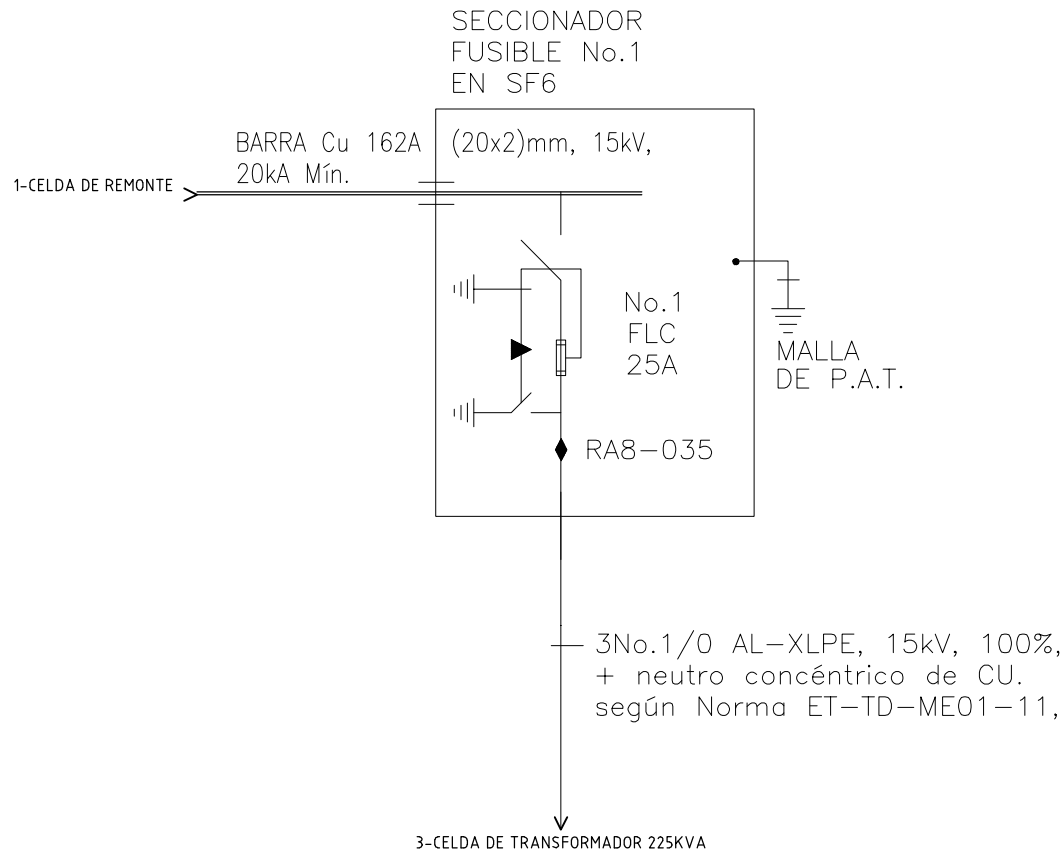 SECCIONADOR
FUSIBLE No.1
EN SF6
BARRA Cu 162A (20x2)mm, 15kV,
20kA Mín.
1-CELDA DE REMONTE
No.1
FLC
25A
MALLA
DE P.A.T.
RA8-035
3No.1/0 AL-XLPE, 15kV, 100%,
+ neutro concéntrico de CU.
según Norma ET-TD-ME01-11,
3-CELDA DE TRANSFORMADOR 225KVA